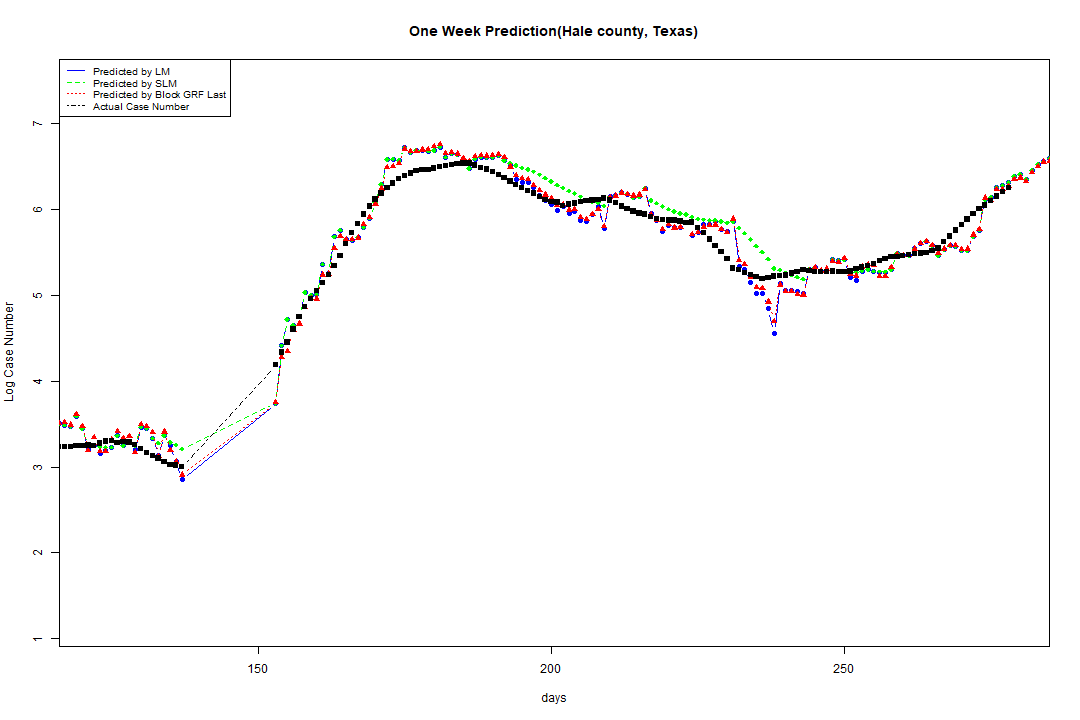 One Week Prediction(Hale county, Texas)
Predicted by LM
Predicted by SLM
Predicted by Block GRF Last
Actual Case Number
7
6
5
4
3
2
1
Log Case Number
150 200 250
days